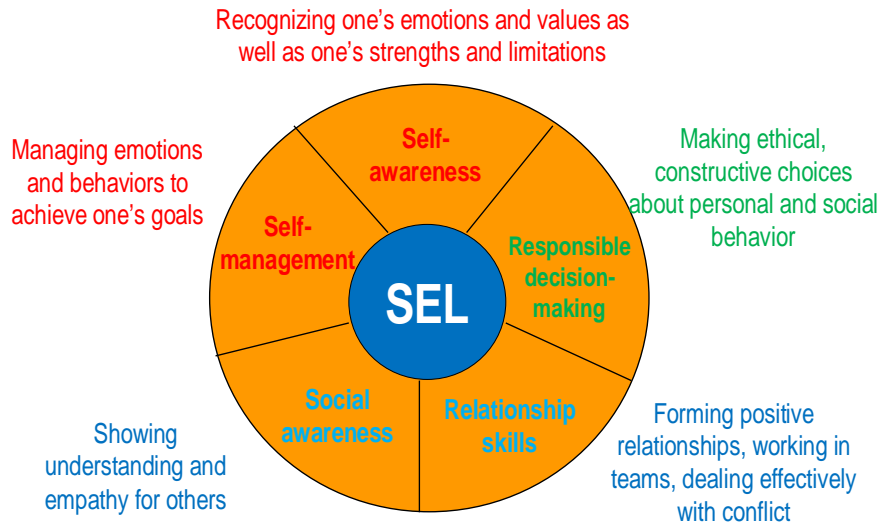 Recognizing one’s emotions and values as
well as one’s strengths and limitations
Managing emotions
and behaviors to
achieve one’s goals
Self-
awareness
Making ethical,
constructive choices
about personal and social
behavior
Self-
management
Responsible
decision-
making
SEL
Social
awareness
Relationship
skills
Showing
understanding and
empathy for others
Forming positive
relationships, working in
teams, dealing effectively
with conflict